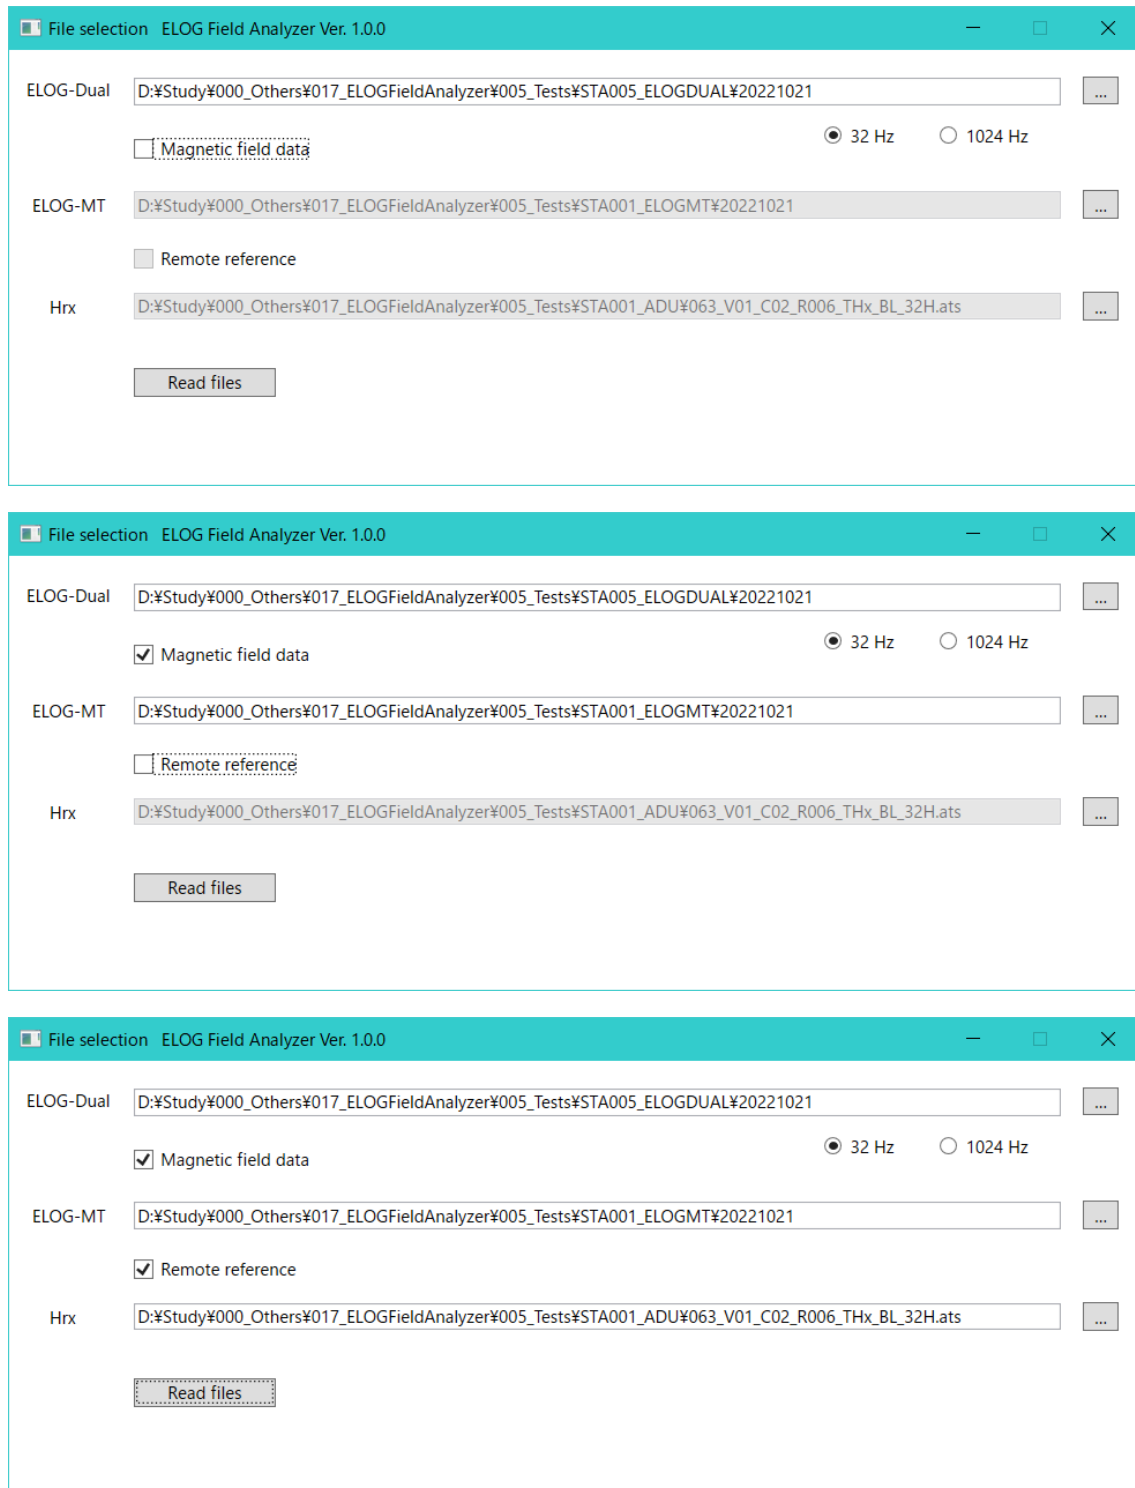 File selection   ELOG Field Analyzer Ver. 1.0.0
ELOG-Dual D:¥Study¥000_Others¥017_ELOGFieldAnalyzer¥005_Tests¥STA005_ELOGDUAL¥20221021 ...
32 Hz 1024 Hz
Magnetic field data
ELOG-MT D:¥Study¥000_Others¥017_ELOGFieldAnalyzer¥005_Tests¥STA001_ELOGMT¥20221021 ...
Remote reference
Hrx D:¥Study¥000_Others¥017_ELOGFieldAnalyzer¥005_Tests¥STA001_ADU¥063_V01_C02_R006_THx_BL_32H.ats ...
Read files
File selection   ELOG Field Analyzer Ver. 1.0.0
ELOG-Dual D:¥Study¥000_Others¥017_ELOGFieldAnalyzer¥005_Tests¥STA005_ELOGDUAL¥20221021 ...
32 Hz 1024 Hz
Magnetic field data
ELOG-MT D:¥Study¥000_Others¥017_ELOGFieldAnalyzer¥005_Tests¥STA001_ELOGMT¥20221021 ...
Remote reference
Hrx D:¥Study¥000_Others¥017_ELOGFieldAnalyzer¥005_Tests¥STA001_ADU¥063_V01_C02_R006_THx_BL_32H.ats ...
Read files
File selection   ELOG Field Analyzer Ver. 1.0.0
ELOG-Dual D:¥Study¥000_Others¥017_ELOGFieldAnalyzer¥005_Tests¥STA005_ELOGDUAL¥20221021 ...
32 Hz 1024 Hz
Magnetic field data
ELOG-MT D:¥Study¥000_Others¥017_ELOGFieldAnalyzer¥005_Tests¥STA001_ELOGMT¥20221021 ...
Remote reference
Hrx D:¥Study¥000_Others¥017_ELOGFieldAnalyzer¥005_Tests¥STA001_ADU¥063_V01_C02_R006_THx_BL_32H.ats ...
Read files